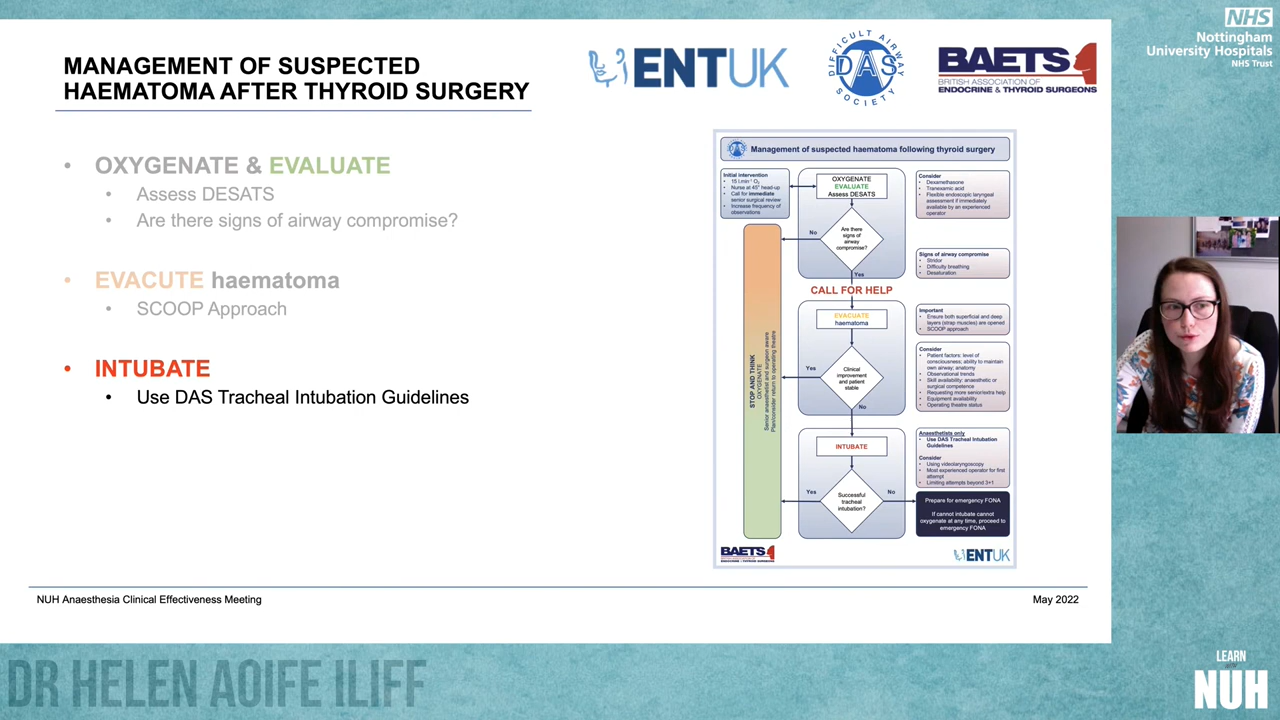 NHS
Nottingham
University Hospitals
NHS Trust
MANAGEMENT OF SUSPECTED
HAEMATOMA AFTER THYROID SURGERY
ENTUK
DIFFICULT AIRWAY SOCIETY
DAS
BAETS
BRITISH ASSOCIATION OF
ENDOCRINE & THYROID SURGEONS
• OXYGENATE & EVALUATE
• Assess DESATS
• Are there signs of airway compromise?
• EVACUTE haematoma
• SCOOP Approach
• INTUBATE
• Use DAS Tracheal Intubation Guidelines
Management of suspected haematoma following thyroid surgery
Initial intervention
• 15 l.min⁻¹ O₂
• Nurse at 45° head-up
• Call for immediate
senior surgical review
• Increase frequency of
observations
OXYGENATE
EVALUATE
Assess DESATS
Consider
• Dexamethasone
• Tranexamic acid
• Flexible endoscopic laryngeal
assessment if immediately
available by an experienced
operator
Are there
signs of
airway
compromise?
No
Yes
Signs of airway compromise
• Stridor
• Difficulty breathing
• Desaturation
CALL FOR HELP
EVACUATE
haematoma
Important
• Ensure both superficial and deep
layers (strap muscles) are opened
• SCOOP approach
Clinical
improvement
and patient
stable
Yes
No
Consider
• Patient factors: level of
consciousness; ability to maintain
own airway; anatomy
• Observational trends
• Skill availability: anaesthetic or
surgical competence
• Requesting more senior/extra help
• Equipment availability
• Operating theatre status
STOP AND THINK
OXYGENATE
Senior anaesthetist and surgeon aware
Plan/consider return to operating theatre
INTUBATE
Anaesthetists only
• Use DAS Tracheal Intubation
Guidelines
Consider
• Using videolaryngoscopy
• Most experienced operator for first
attempt
• Limiting attempts beyond 3+1
Successful
tracheal
intubation?
Yes
No
Prepare for emergency FONA
If cannot intubate cannot
oxygenate at any time, proceed to
emergency FONA
BAETS
ENTUK
NUH Anaesthesia Clinical Effectiveness Meeting
May 2022
DR HELEN AOIFE ILIFF
LEARN
NUH